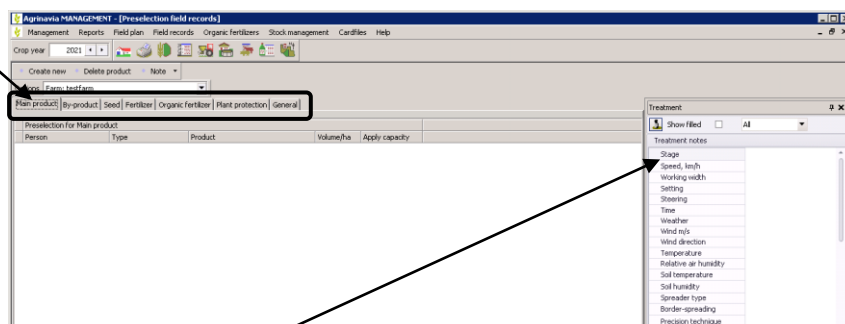 Agrinavia MANAGEMENT - [Preselection field records]
Management Reports Field plan Field records Organic fertilizers Stock management Cardfiles Help
Crop year 2021
Create new Delete product Note
Farm: testfarm
Main product By-product Seed Fertilizer Organic fertilizer Plant protection General
Preselection for Main product
Person Type Product Volume/ha Apply capacity
Treatment
Show filled All
Treatment notes
Stage
Speed, km/h
Working width
Setting
Steering
Time
Weather
Wind m/s
Wind direction
Temperature
Relative air humidity
Soil temperature
Soil humidity
Spreader type
Border-spreading
Precision technique